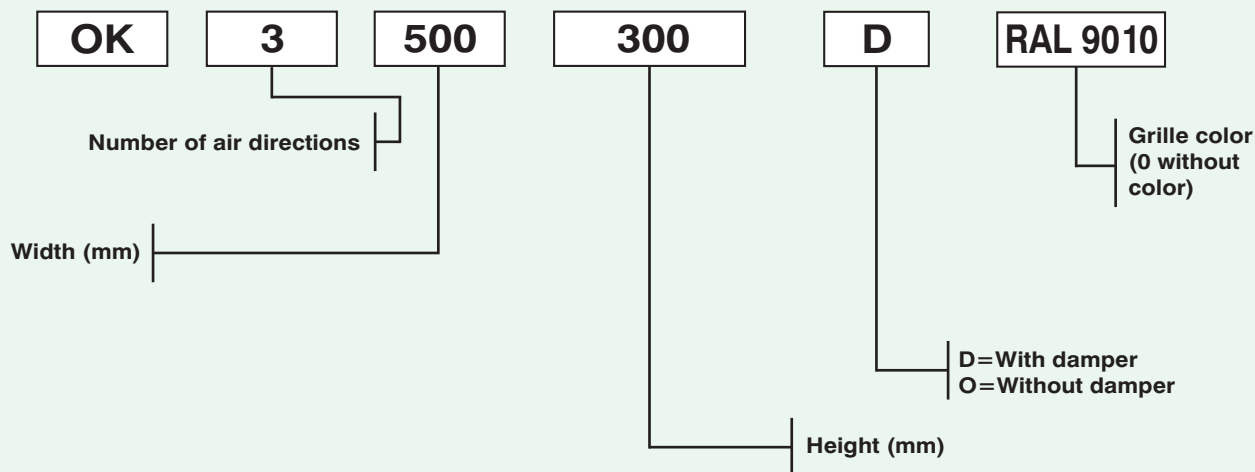 OK 3 500 300 D RAL 9010
Number of air directions
Grille color
(0 without
color)
Width (mm)
D=With damper
O=Without damper
Height (mm)